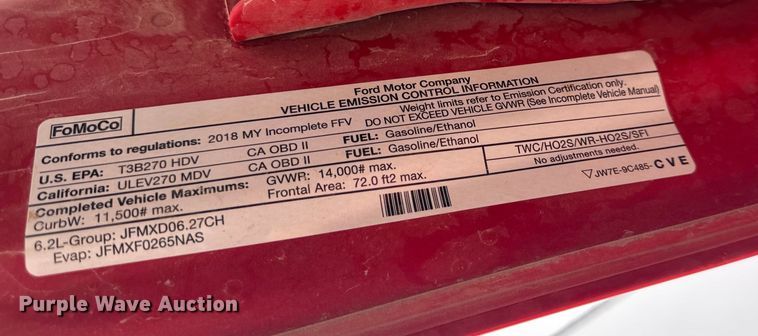 Ford Motor Company
VEHICLE EMISSION CONTROL INFORMATION
FoMoCo
Weight limits refer to Emission Certification only.
Conforms to regulations: 2018 MY Incomplete FFV DO NOT EXCEED VEHICLE GVWR (See Incomplete Vehicle Manual)
U.S. EPA: T3B270 HDV CA OBD II FUEL: Gasoline/Ethanol
California: ULEV270 MDV CA OBD II FUEL: Gasoline/Ethanol
TWC/HO2S/WR-HO2S/SFI
No adjustments needed.
Completed Vehicle Maximums: GVWR: 14,000# max.
CurbW: 11,500# max. Frontal Area: 72.0 ft2 max.
▽ JW7E-9C485-CVE
6.2L-Group: JFMXD06.27CH
Evap: JFMXF0265NAS
Purple Wave Auction